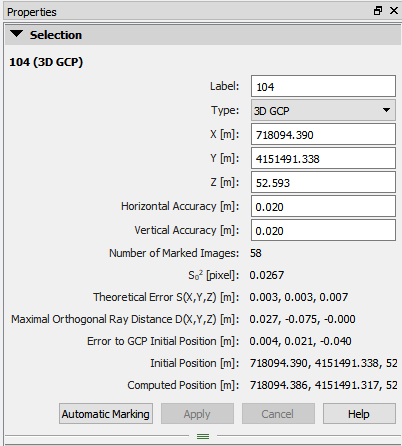 Properties
Selection
104 (3D GCP)
Label: 104
Type: 3D GCP
X [m]: 718094.390
Y [m]: 4151491.338
Z [m]: 52.593
Horizontal Accuracy [m]: 0.020
Vertical Accuracy [m]: 0.020
Number of Marked Images: 58
S₀² [pixel]: 0.0267
Theoretical Error S(X,Y,Z) [m]: 0.003, 0.003, 0.007
Maximal Orthogonal Ray Distance D(X,Y,Z) [m]: 0.027, -0.075, -0.000
Error to GCP Initial Position [m]: 0.004, 0.021, -0.040
Initial Position [m]: 718094.390, 4151491.338, 52
Computed Position [m]: 718094.386, 4151491.317, 52
Automatic Marking Apply Cancel Help